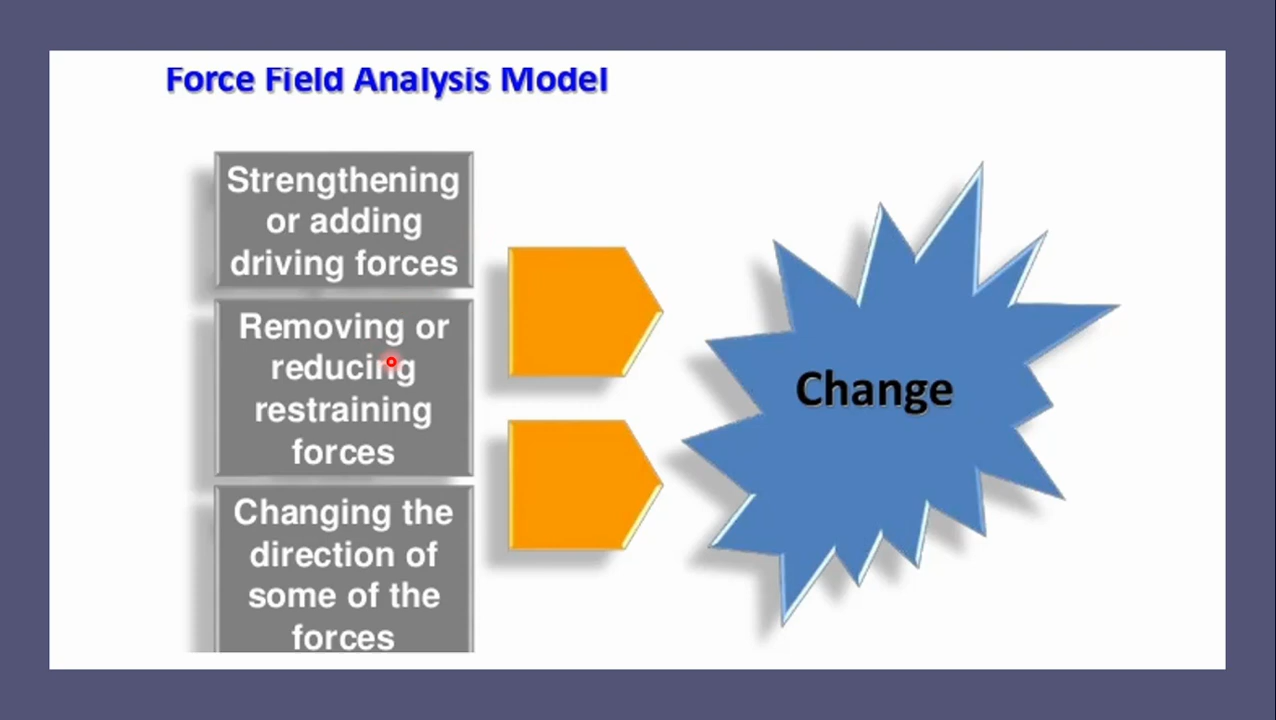 Force Field Analysis Model
Strengthening
or adding
driving forces
Removing or
reducing
restraining
forces
Changing the
direction of
some of the
forces
Change